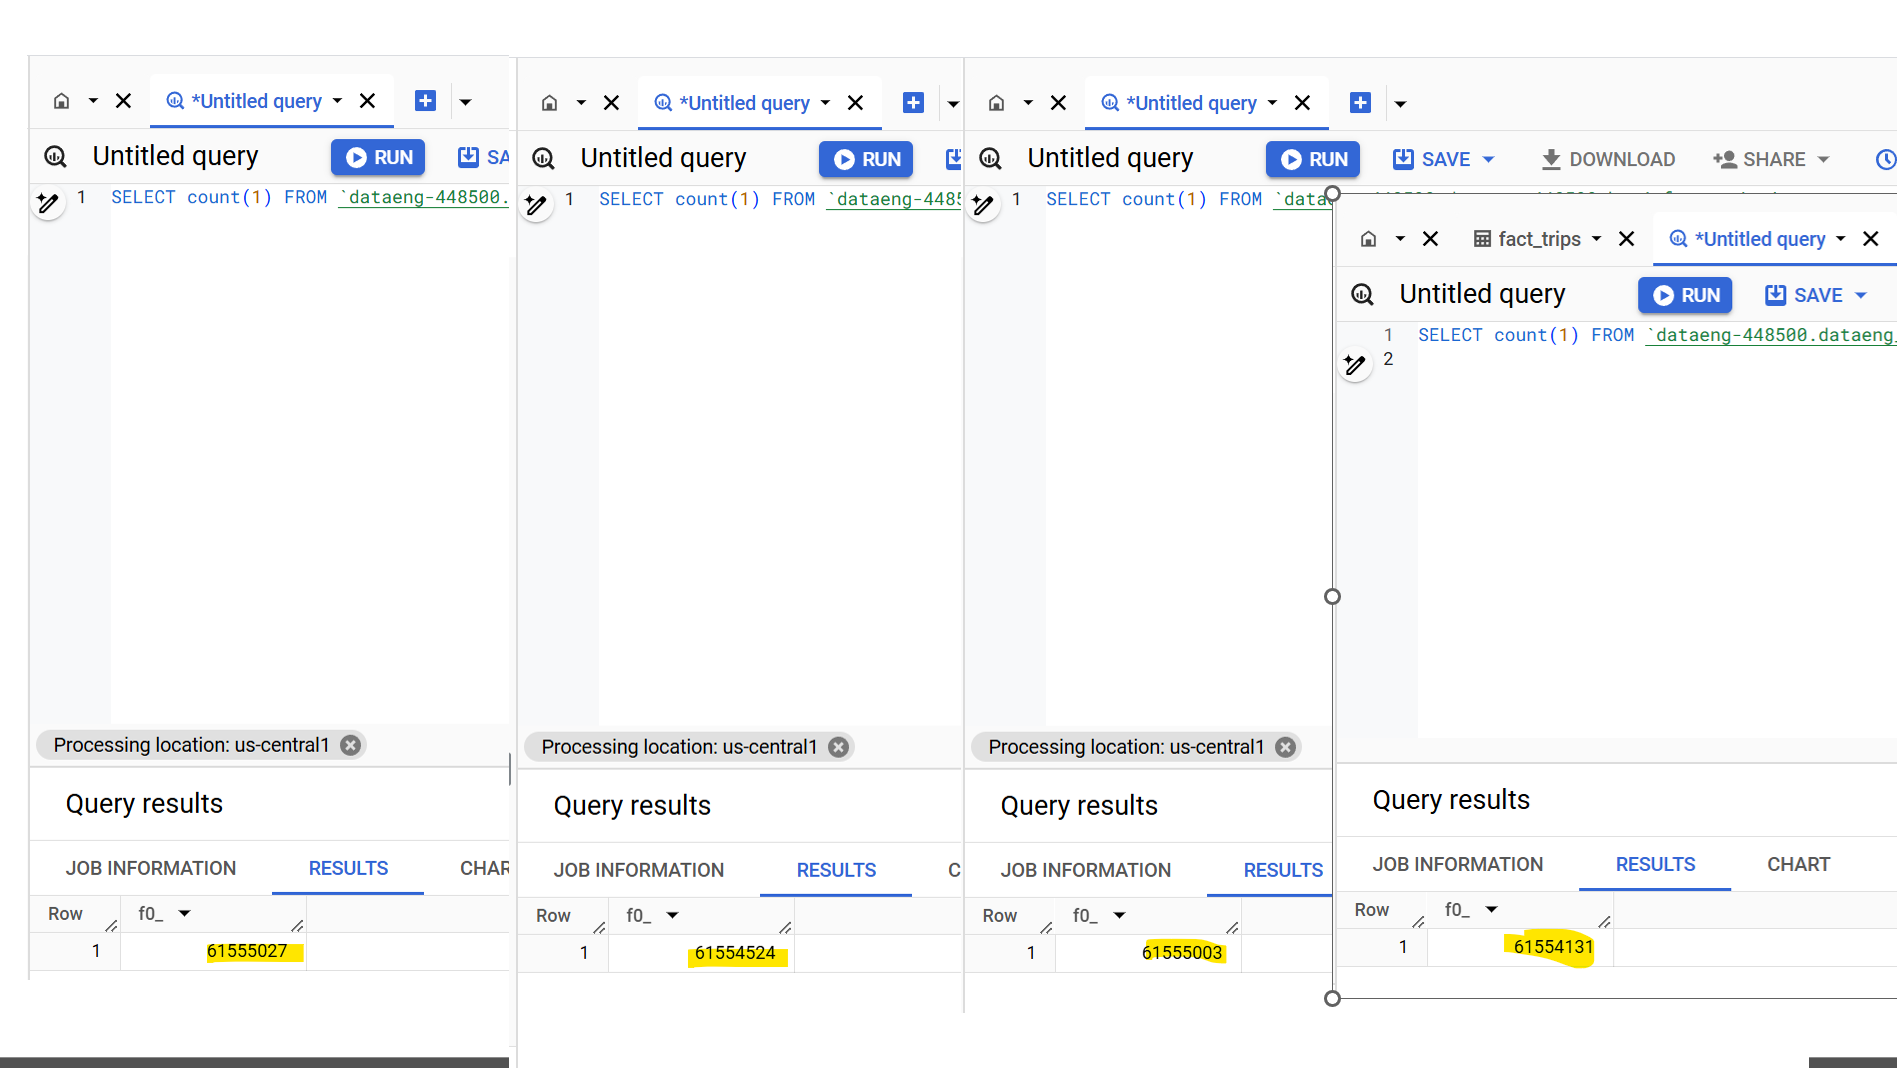 *Untitled query
Untitled query
RUN
SA
1 SELECT count(1) FROM `dataeng-448500.
Processing location: us-central1
Query results
JOB INFORMATION RESULTS CHAR
Row f0_
1 61555027
*Untitled query
Untitled query
RUN
1 SELECT count(1) FROM `dataeng-4485
Processing location: us-central1
Query results
JOB INFORMATION RESULTS C
Row f0_
1 61554524
*Untitled query
Untitled query
RUN SAVE DOWNLOAD SHARE
1 SELECT count(1) FROM `data
Processing location: us-central1
Query results
JOB INFORMATION RESULTS
Row f0_
1 61555003
fact_trips *Untitled query
Untitled query
RUN SAVE
1 SELECT count(1) FROM `dataeng-448500.dataeng_
2
Query results
JOB INFORMATION RESULTS CHART
Row f0_
1 61554131